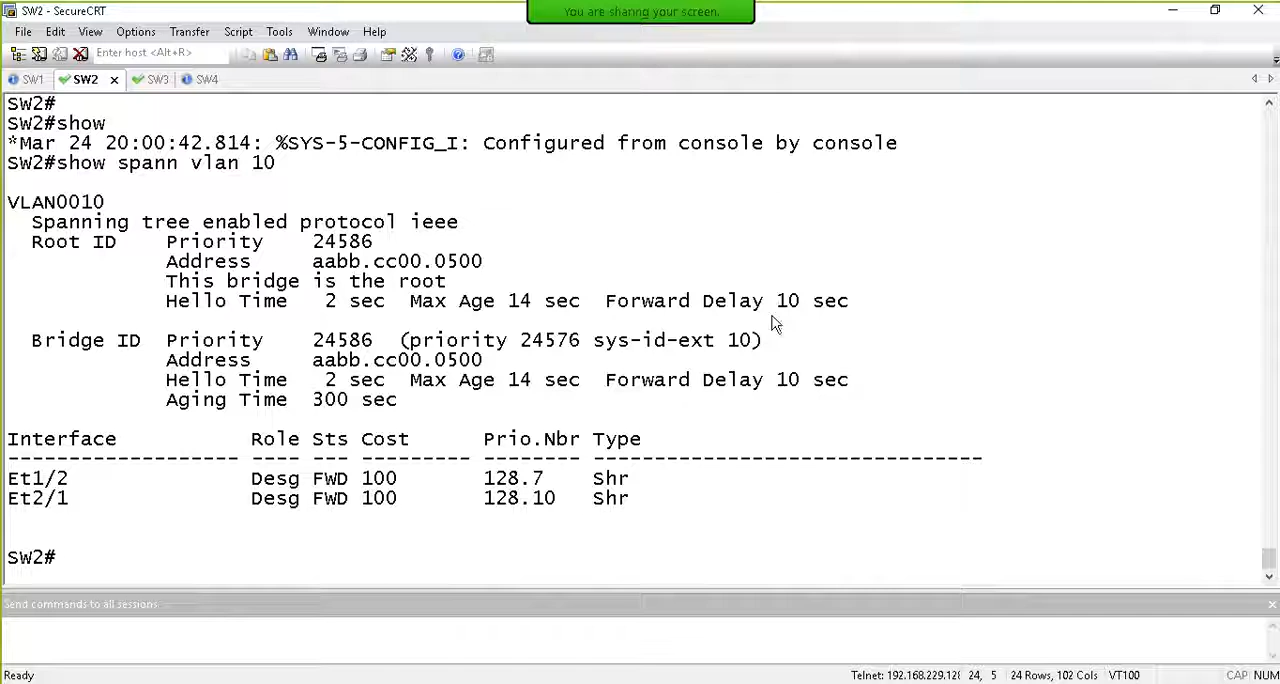 SW2 - SecureCRT
You are sharing your screen.
File Edit View Options Transfer Script Tools Window Help
Enter host <Alt+R>
SW1 SW2 SW3 SW4
SW2#
SW2#show
*Mar 24 20:00:42.814: %SYS-5-CONFIG_I: Configured from console by console
SW2#show spann vlan 10
VLAN0010
Spanning tree enabled protocol ieee
Root ID Priority 24586
Address aabb.cc00.0500
This bridge is the root
Hello Time 2 sec Max Age 14 sec Forward Delay 10 sec
Bridge ID Priority 24586 (priority 24576 sys-id-ext 10)
Address aabb.cc00.0500
Hello Time 2 sec Max Age 14 sec Forward Delay 10 sec
Aging Time 300 sec
Interface Role Sts Cost Prio.Nbr Type
------------------- ---- --- --------- -------- --------------------------------
Et1/2 Desg FWD 100 128.7 Shr
Et2/1 Desg FWD 100 128.10 Shr
SW2#
Send commands to all sessions
Ready Telnet: 192.168.229.12 24, 5 24 Rows, 102 Cols VT100 CAP NUM